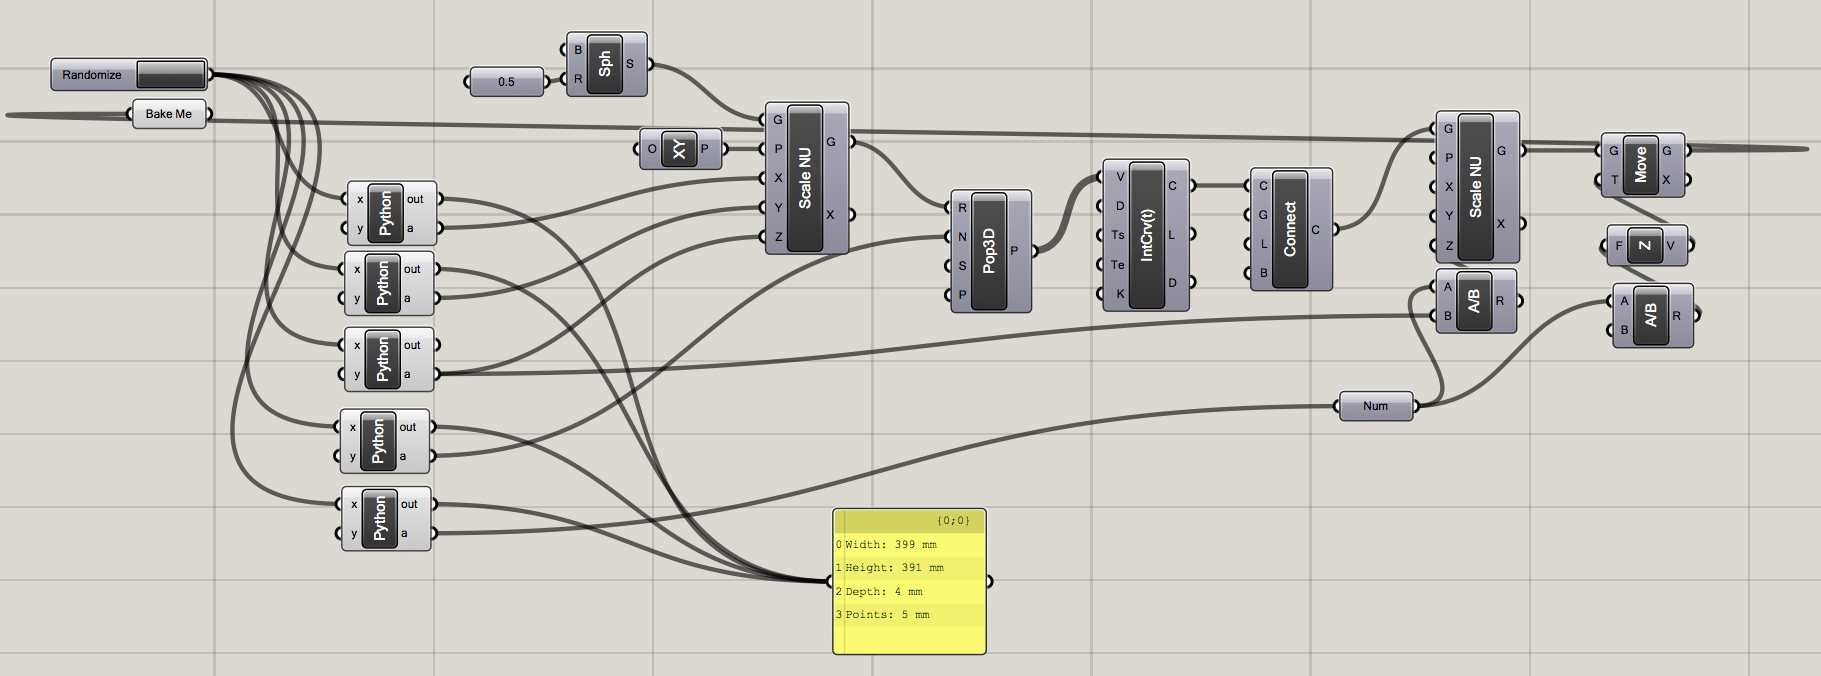 Randomize
Bake Me
0.5
B
R
Sph
S
O
XY
P
G
P
X
Y
Z
Scale NU
G
X
x
y
Python
out
a
x
y
Python
out
a
x
y
Python
out
a
x
y
Python
out
a
x
y
Python
out
a
R
N
S
P
Pop3D
P
V
D
Ts
Te
K
IntCrv(t)
C
L
D
C
G
L
B
Connect
C
G
P
X
Y
Z
Scale NU
G
X
A
B
A/B
R
G
T
Move
G
X
F
Z
V
A
B
A/B
R
Num
{0;0}
0 Width: 399 mm
1 Height: 391 mm
2 Depth: 4 mm
3 Points: 5 mm